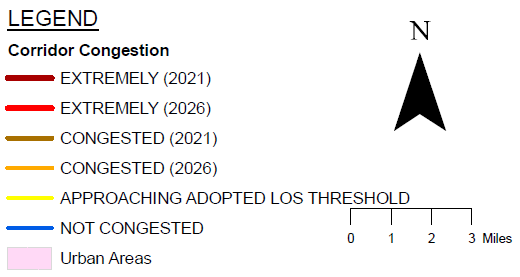 LEGEND
N
Corridor Congestion
EXTREMELY (2021)
EXTREMELY (2026)
CONGESTED (2021)
CONGESTED (2026)
APPROACHING ADOPTED LOS THRESHOLD
NOT CONGESTED
0 1 2 3 Miles
Urban Areas